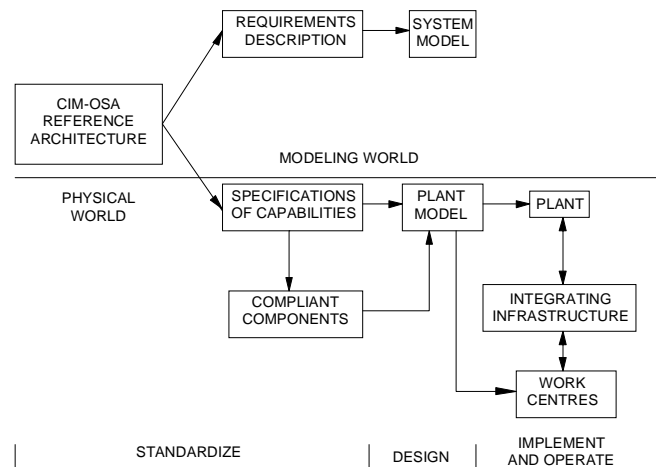 REQUIREMENTS
DESCRIPTION
SYSTEM
MODEL
CIM-OSA
REFERENCE
ARCHITECTURE
MODELING WORLD
PHYSICAL
WORLD
SPECIFICATIONS
OF CAPABILITIES
PLANT
MODEL
PLANT
COMPLIANT
COMPONENTS
INTEGRATING
INFRASTRUCTURE
WORK
CENTRES
STANDARDIZE
DESIGN
IMPLEMENT
AND OPERATE